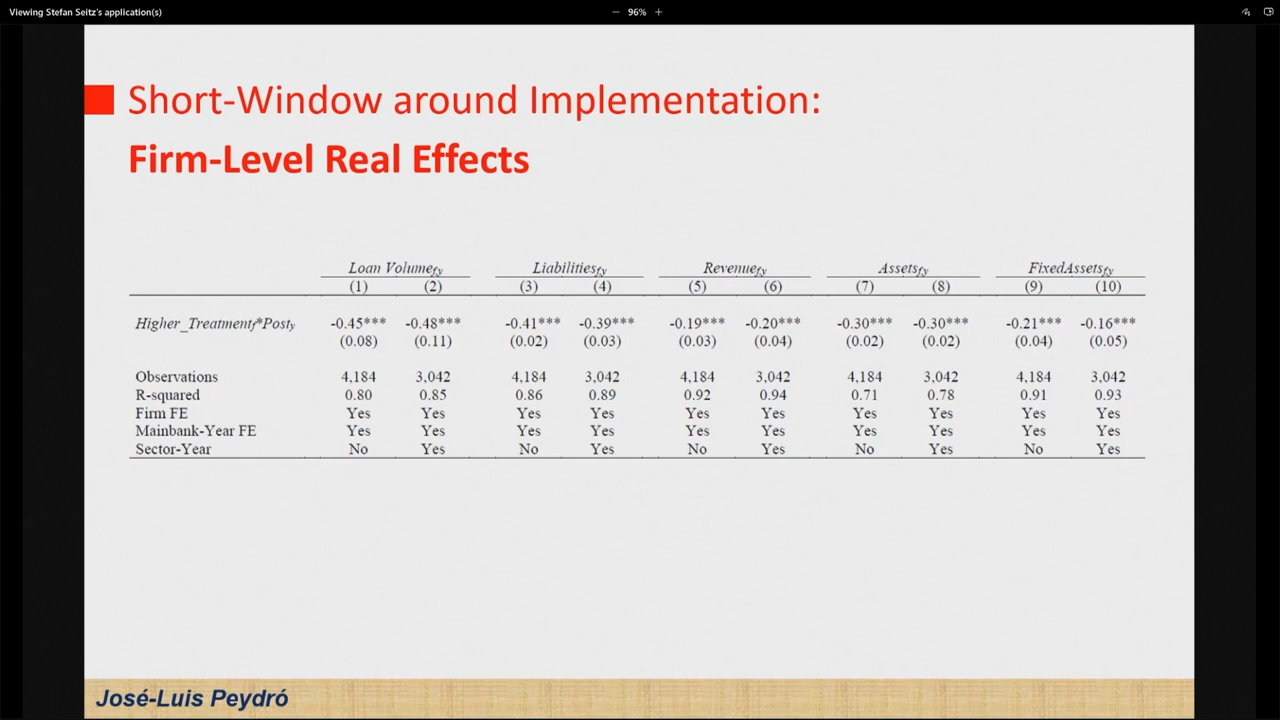 Viewing Stefan Seitz's application(s)
− 96% +
Short-Window around Implementation:
Firm-Level Real Effects
Loan Volumefy Liabilitiesfy Revenuefy Assetsfy FixedAssetsfy
(1) (2) (3) (4) (5) (6) (7) (8) (9) (10)
Higher_Treatmentf*Posty -0.45*** -0.48*** -0.41*** -0.39*** -0.19*** -0.20*** -0.30*** -0.30*** -0.21*** -0.16***
(0.08) (0.11) (0.02) (0.03) (0.03) (0.04) (0.02) (0.02) (0.04) (0.05)
Observations 4,184 3,042 4,184 3,042 4,184 3,042 4,184 3,042 4,184 3,042
R-squared 0.80 0.85 0.86 0.89 0.92 0.94 0.71 0.78 0.91 0.93
Firm FE Yes Yes Yes Yes Yes Yes Yes Yes Yes Yes
Mainbank-Year FE Yes Yes Yes Yes Yes Yes Yes Yes Yes Yes
Sector-Year No Yes No Yes No Yes No Yes No Yes
José-Luis Peydró